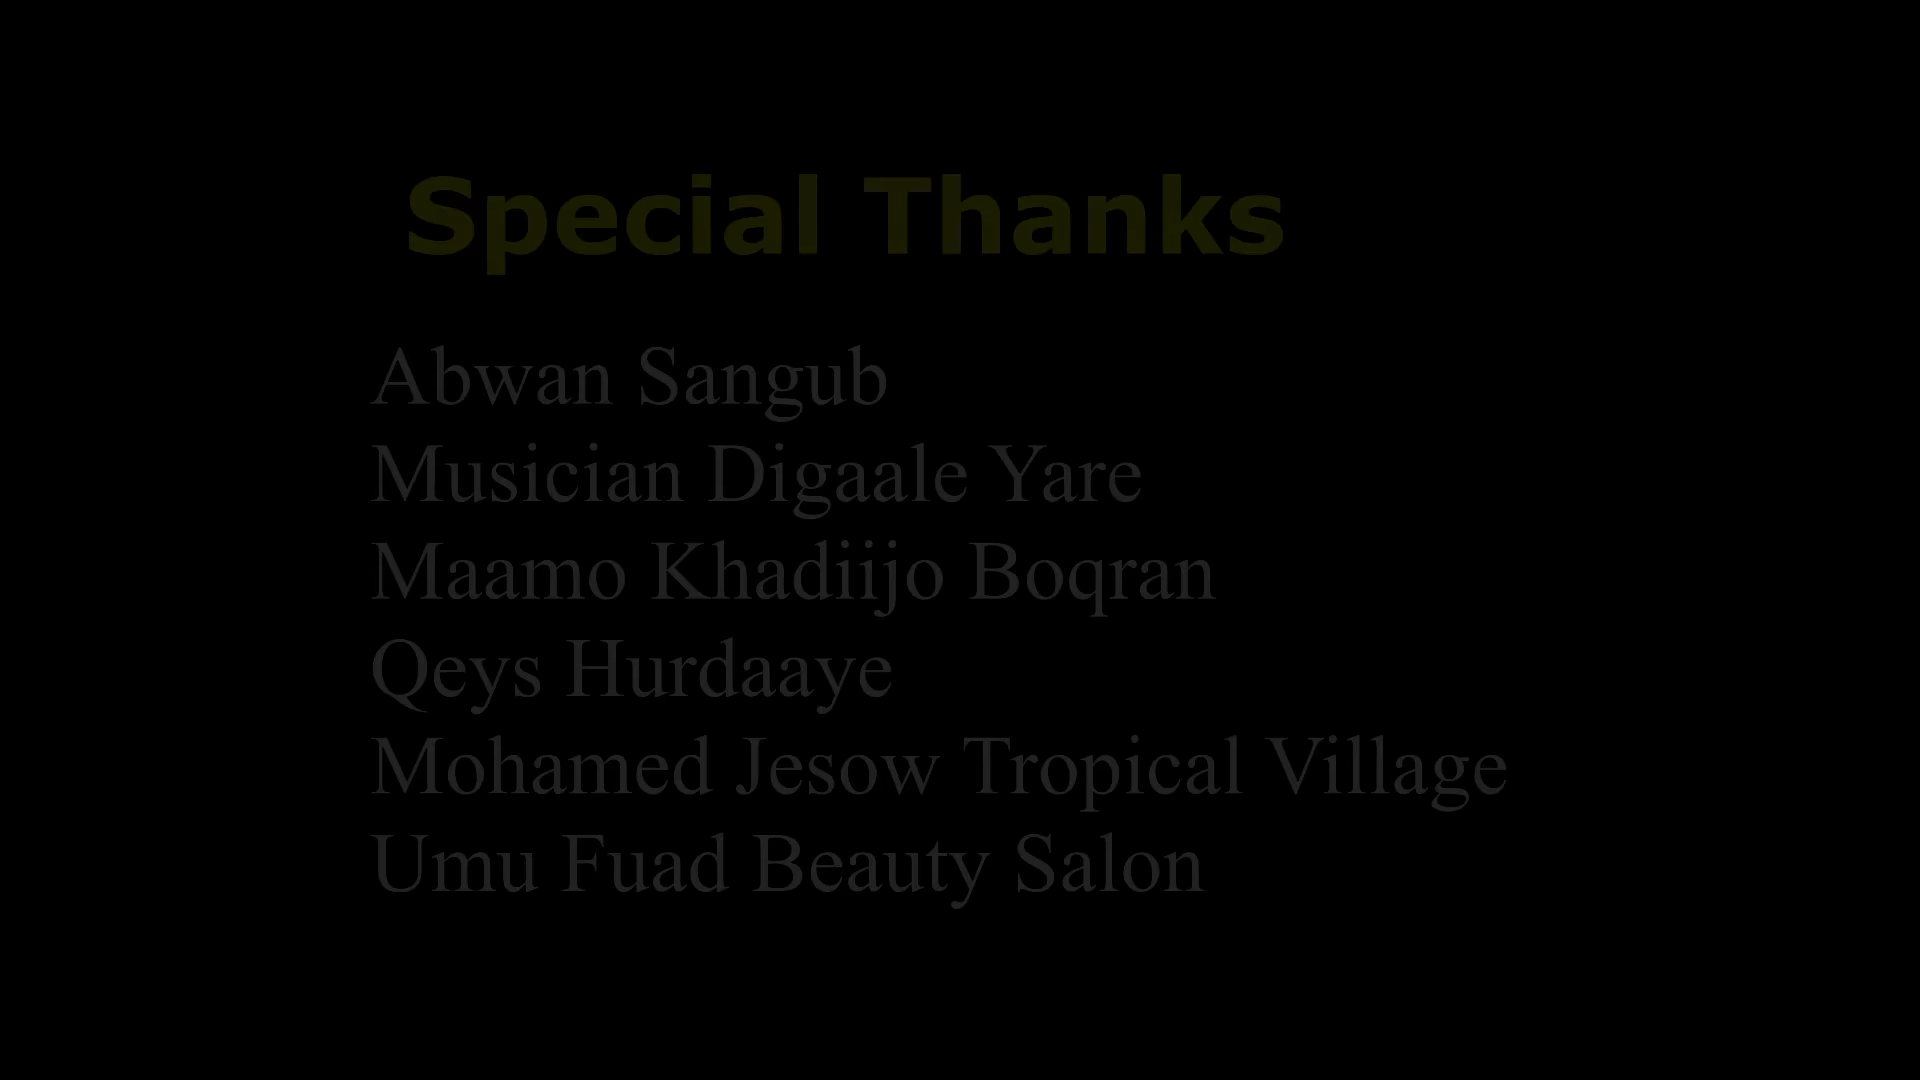 Special Thanks
Abwan Sangub
Musician Digaale Yare
Maamo Khadiijo Boqran
Qeys Hurdaaye
Mohamed Jesow Tropical Village
Umu Fuad Beauty Salon